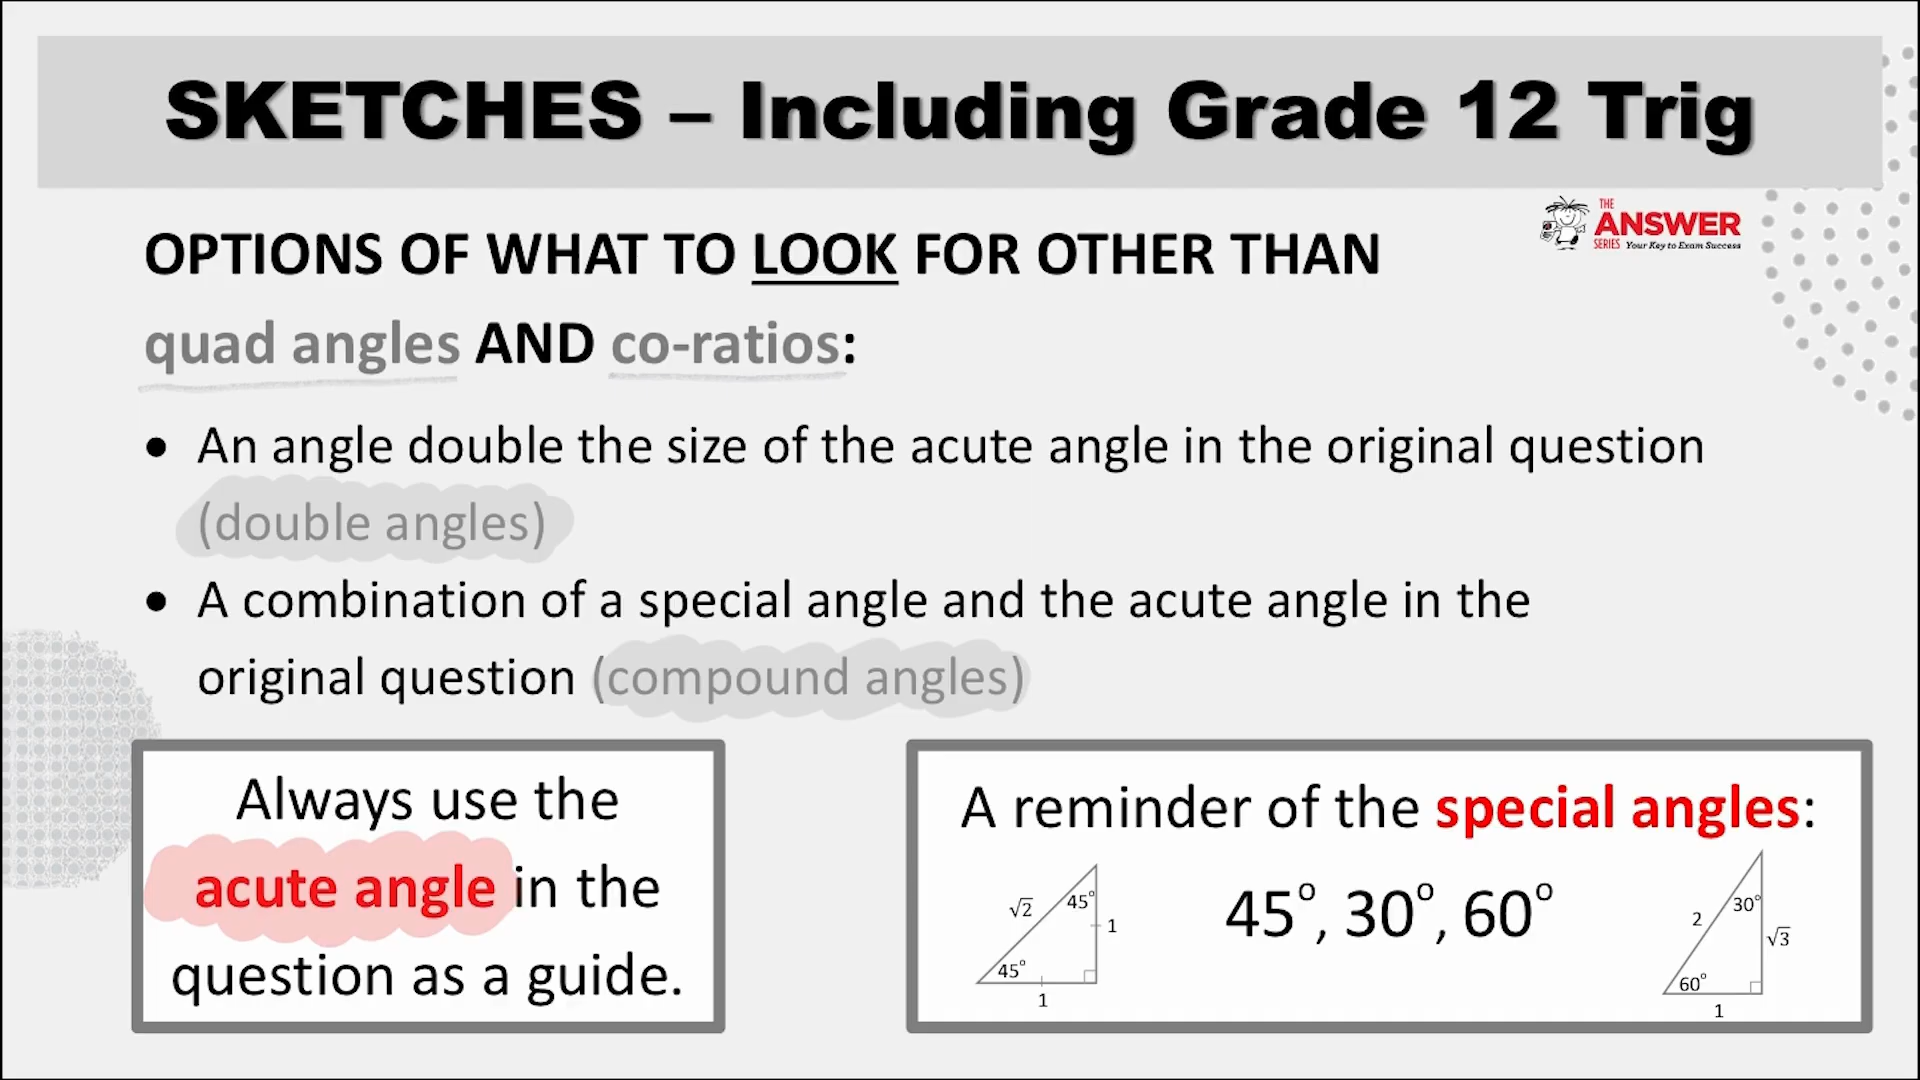 SKETCHES – Including Grade 12 Trig
THE
ANSWER
SERIES Your Key to Exam Success
OPTIONS OF WHAT TO LOOK FOR OTHER THAN
quad angles AND co-ratios:
• An angle double the size of the acute angle in the original question
(double angles)
• A combination of a special angle and the acute angle in the
original question (compound angles)
Always use the
acute angle in the
question as a guide.
A reminder of the special angles:
45°, 30°, 60°
√2
45°
1
45°
1
30°
2
√3
60°
1